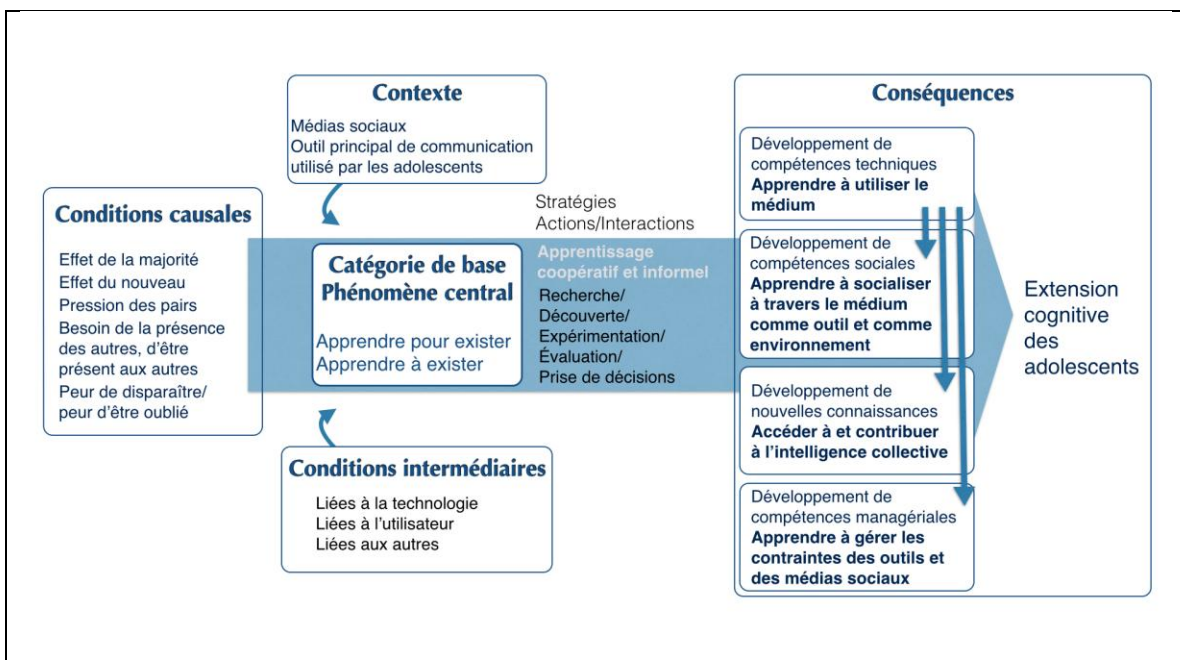 Contexte
Médias sociaux
Outil principal de communication
utilisé par les adolescents
Conditions causales
Effet de la majorité
Effet du nouveau
Pression des pairs
Besoin de la présence
des autres, d'être
présent aux autres
Peur de disparaître/
peur d'être oublié
Catégorie de base
Phénomène central
Apprendre pour exister
Apprendre à exister
Conditions intermédiaires
Liées à la technologie
Liées à l'utilisateur
Liées aux autres
Stratégies
Actions/Interactions
Apprentissage
coopératif et informel
Recherche/
Découverte/
Expérimentation/
Évaluation/
Prise de décisions
Conséquences
Développement de
compétences techniques
Apprendre à utiliser le
médium
Développement de
compétences sociales
Apprendre à socialiser
à travers le médium
comme outil et comme
environnement
Développement de
nouvelles connaissances
Accéder à et contribuer
à l'intelligence collective
Développement de
compétences managériales
Apprendre à gérer les
contraintes des outils et
des médias sociaux
Extension
cognitive
des
adolescents